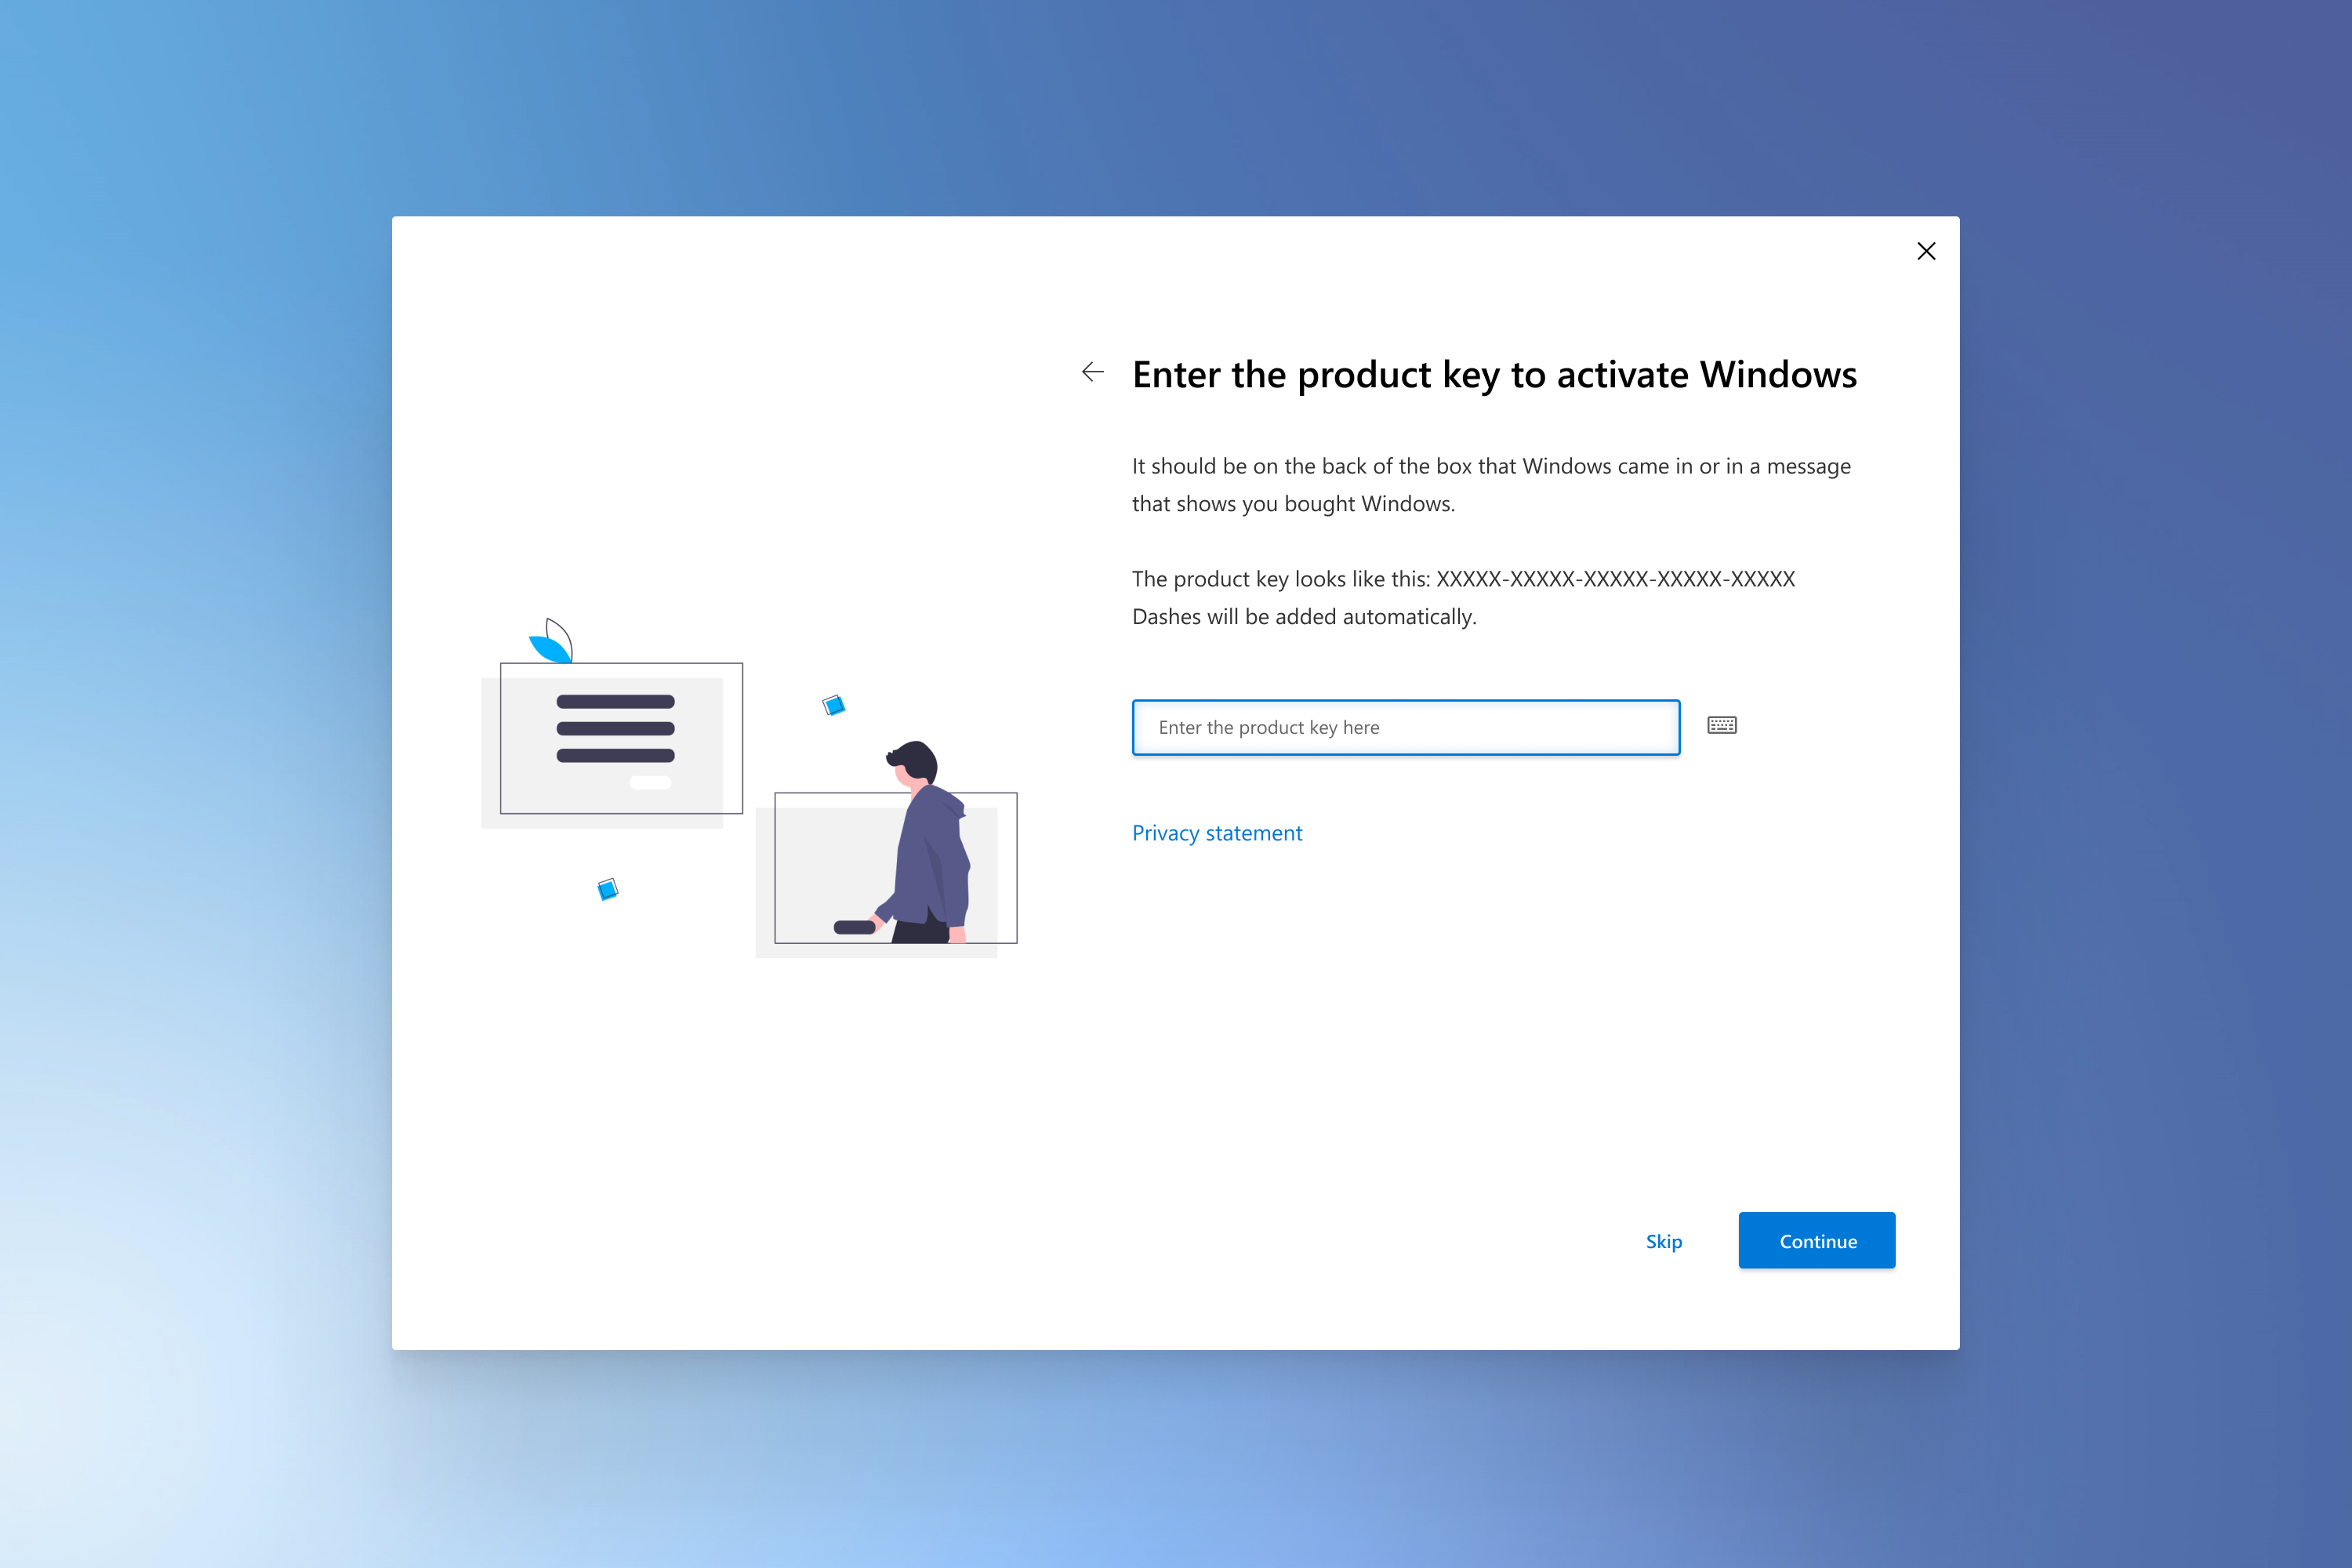 Enter the product key to activate Windows
It should be on the back of the box that Windows came in or in a message
that shows you bought Windows.
The product key looks like this: XXXXX-XXXXX-XXXXX-XXXXX-XXXXX
Dashes will be added automatically.
Enter the product key here
Privacy statement
Skip
Continue